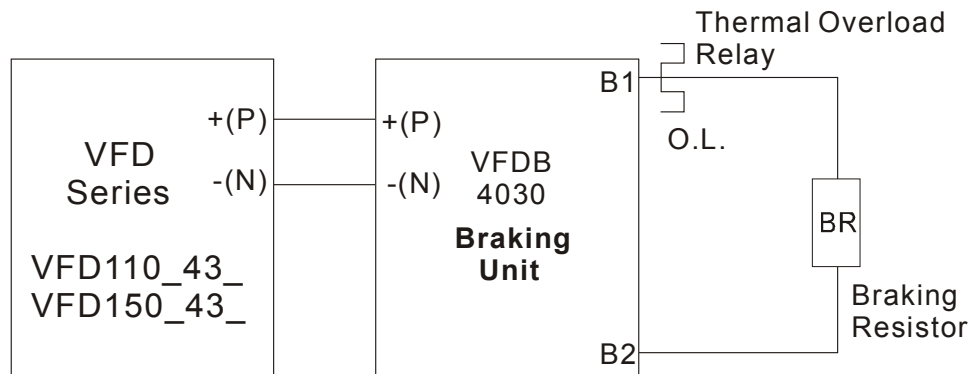 Thermal Overload
Relay
O.L.
VFD
Series
+(P)
-(N)
VFD110_43_
VFD150_43_
+(P)
-(N)
VFDB
4030
Braking
Unit
B1
B2
BR
Braking
Resistor